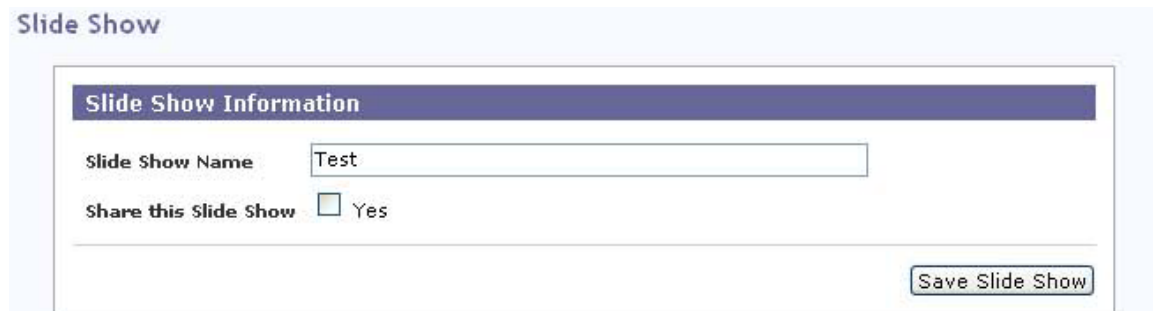 Slide Show
Slide Show Information
Slide Show Name Test
Share this Slide Show Yes
Save Slide Show